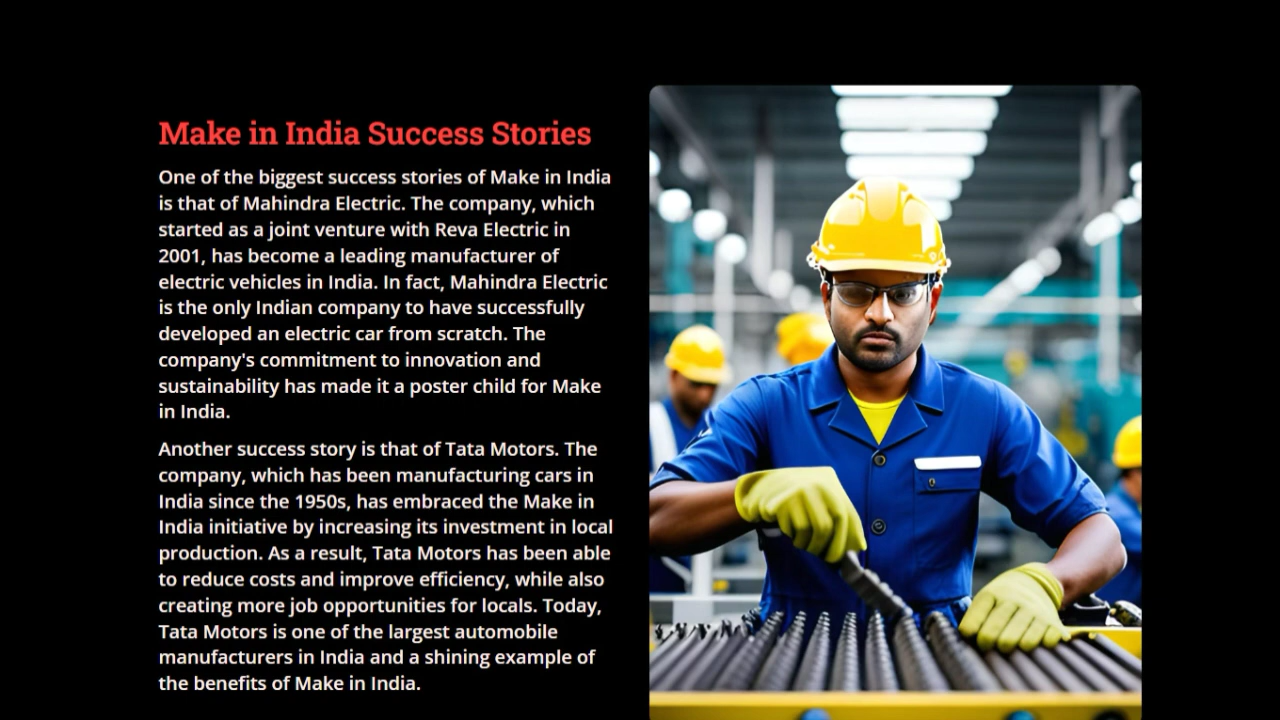 Make in India Success Stories
One of the biggest success stories of Make in India
is that of Mahindra Electric. The company, which
started as a joint venture with Reva Electric in
2001, has become a leading manufacturer of
electric vehicles in India. In fact, Mahindra Electric
is the only Indian company to have successfully
developed an electric car from scratch. The
company's commitment to innovation and
sustainability has made it a poster child for Make
in India.
Another success story is that of Tata Motors. The
company, which has been manufacturing cars in
India since the 1950s, has embraced the Make in
India initiative by increasing its investment in local
production. As a result, Tata Motors has been able
to reduce costs and improve efficiency, while also
creating more job opportunities for locals. Today,
Tata Motors is one of the largest automobile
manufacturers in India and a shining example of
the benefits of Make in India.